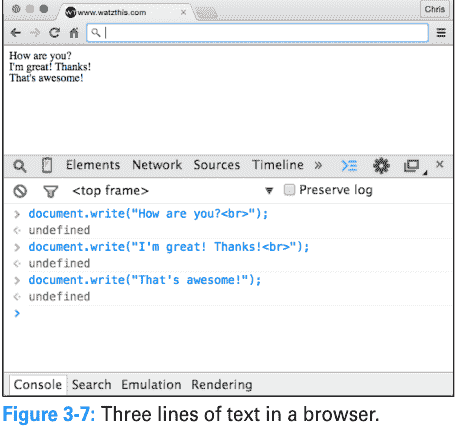 www.watzthis.com
Chris
How are you?
I'm great! Thanks!
That's awesome!
Elements Network Sources Timeline »
<top frame> Preserve log
> document.write("How are you?<br>");
undefined
> document.write("I'm great! Thanks!<br>");
undefined
> document.write("That's awesome!");
undefined
>
Console Search Emulation Rendering
Figure 3-7: Three lines of text in a browser.